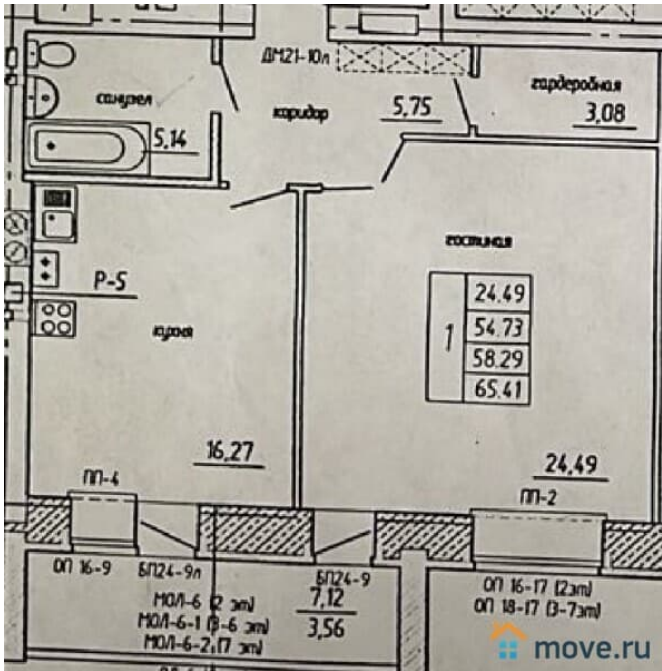 ДМ21-10л
санузел
5,14
коридор
5,75
гардеробная
3,08
гостиная
1
24.49
54.73
58.29
65.41
Р-5
кухня
16,27
24,49
ПП-4
ПП-2
ОП 16-9
БП24-9л
БП24-9
МОЛ-6 (2 эт)
МОЛ-6-1 (3-6 эт)
МОЛ-6-2 (7 эт)
7,12
3,56
ОП 16-17 (2эт)
ОП 18-17 (3-7эт)
move.ru